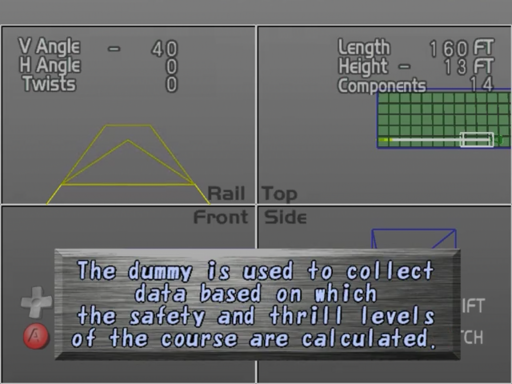 V Angle - 40
H Angle 0
Twists 0
Length 160 FT
Height - 13 FT
Components 14
Rail Top
Front Side
The dummy is used to collect
data based on which
the safety and thrill levels
of the course are calculated.
A
IFT
TCH